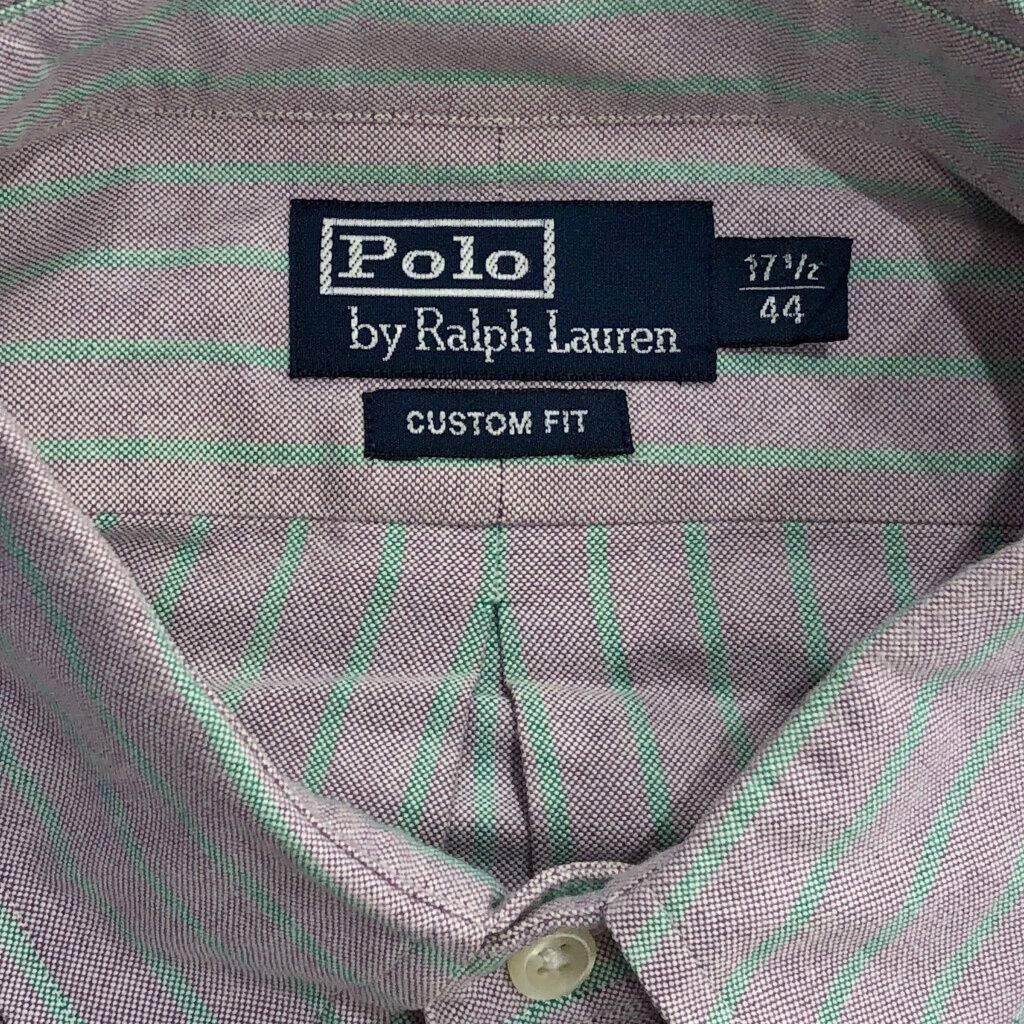 Polo
by Ralph Lauren
17 1/2
44
CUSTOM FIT